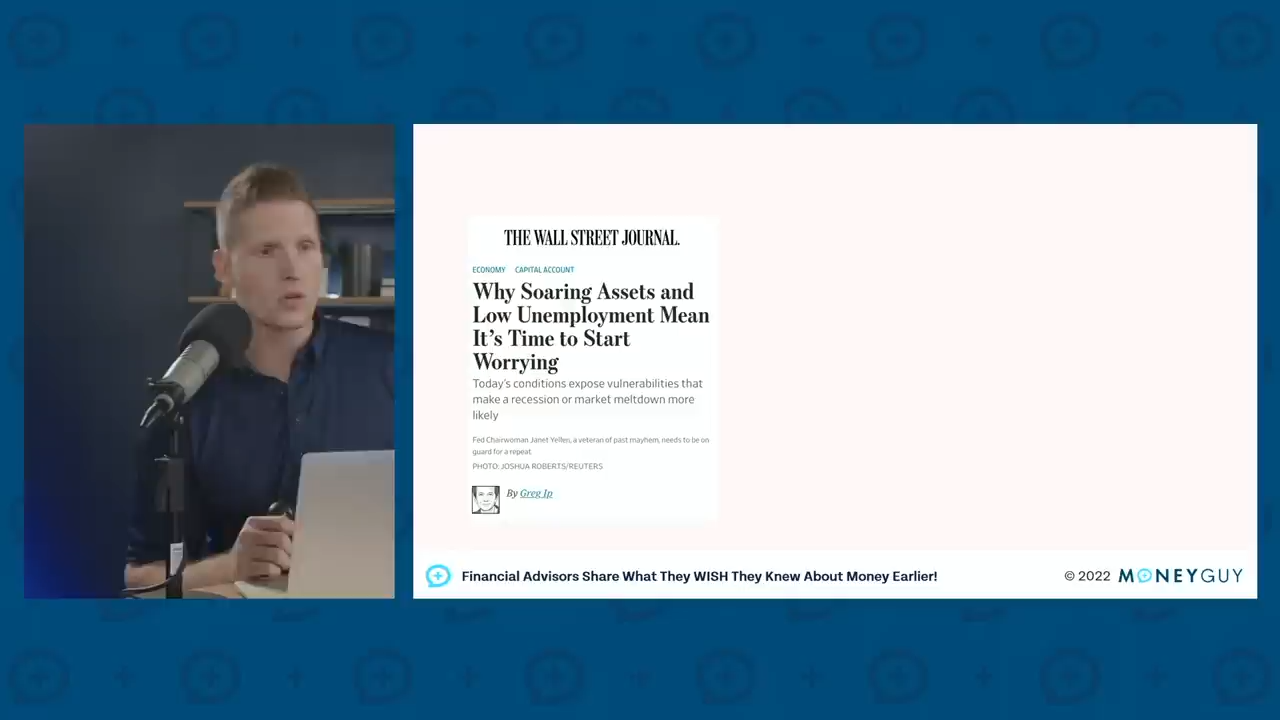 THE WALL STREET JOURNAL.
ECONOMY CAPITAL ACCOUNT
Why Soaring Assets and
Low Unemployment Mean
It's Time to Start
Worrying
Today's conditions expose vulnerabilities that
make a recession or market meltdown more
likely
Fed Chairwoman Janet Yellen, a veteran of past mayhem, needs to be on
guard for a repeat.
PHOTO: JOSHUA ROBERTS/REUTERS
By Greg Ip
Financial Advisors Share What They WISH They Knew About Money Earlier!
© 2022 MONEYGUY